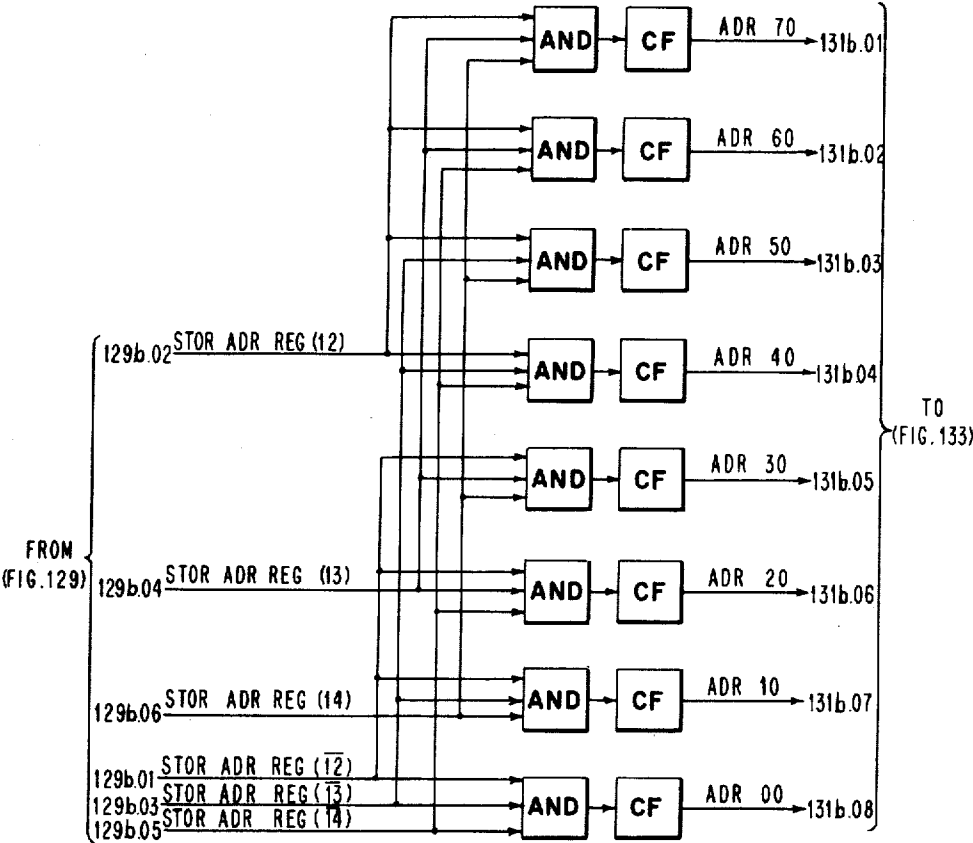 AND CF ADR 70 131b.01
AND CF ADR 60 131b.02
AND CF ADR 50 131b.03
129b.02 STOR ADR REG (12) AND CF ADR 40 131b.04
TO
(FIG.133)
AND CF ADR 30 131b.05
FROM
(FIG.129)
129b.04 STOR ADR REG (13) AND CF ADR 20 131b.06
129b.06 STOR ADR REG (14) AND CF ADR 10 131b.07
129b.01 STOR ADR REG (1̅2̅)
129b.03 STOR ADR REG (1̅3̅) AND CF ADR 00 131b.08
129b.05 STOR ADR REG (1̅4̅)